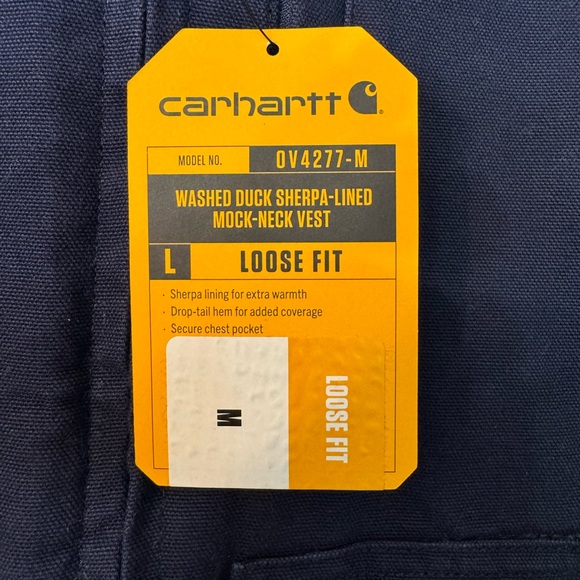 carhartt
MODEL NO. OV4277-M
WASHED DUCK SHERPA-LINED
MOCK-NECK VEST
L LOOSE FIT
· Sherpa lining for extra warmth
· Drop-tail hem for added coverage
· Secure chest pocket
M
LOOSE FIT